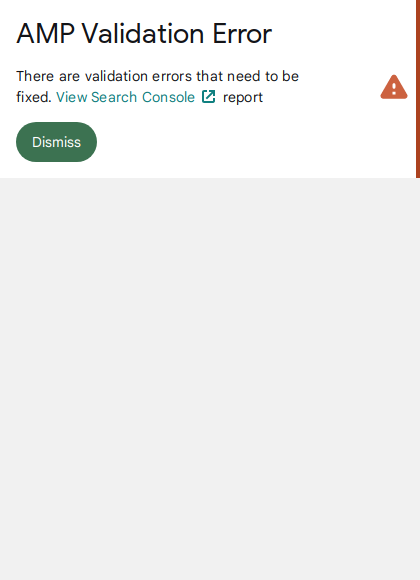 AMP Validation Error
There are validation errors that need to be
fixed. View Search Console report
Dismiss